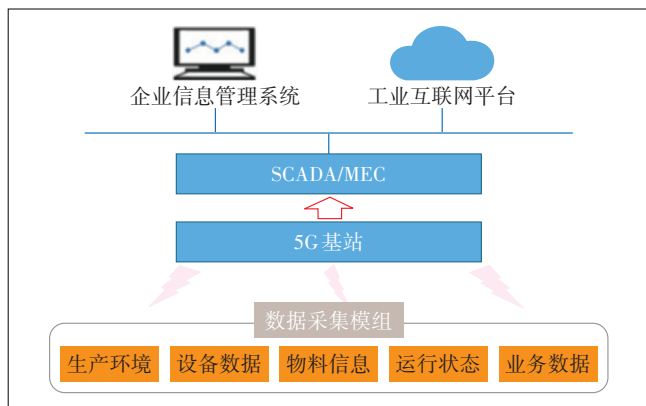 企业信息管理系统
工业互联网平台
SCADA/MEC
5G基站
数据采集模组
生产环境
设备数据
物料信息
运行状态
业务数据